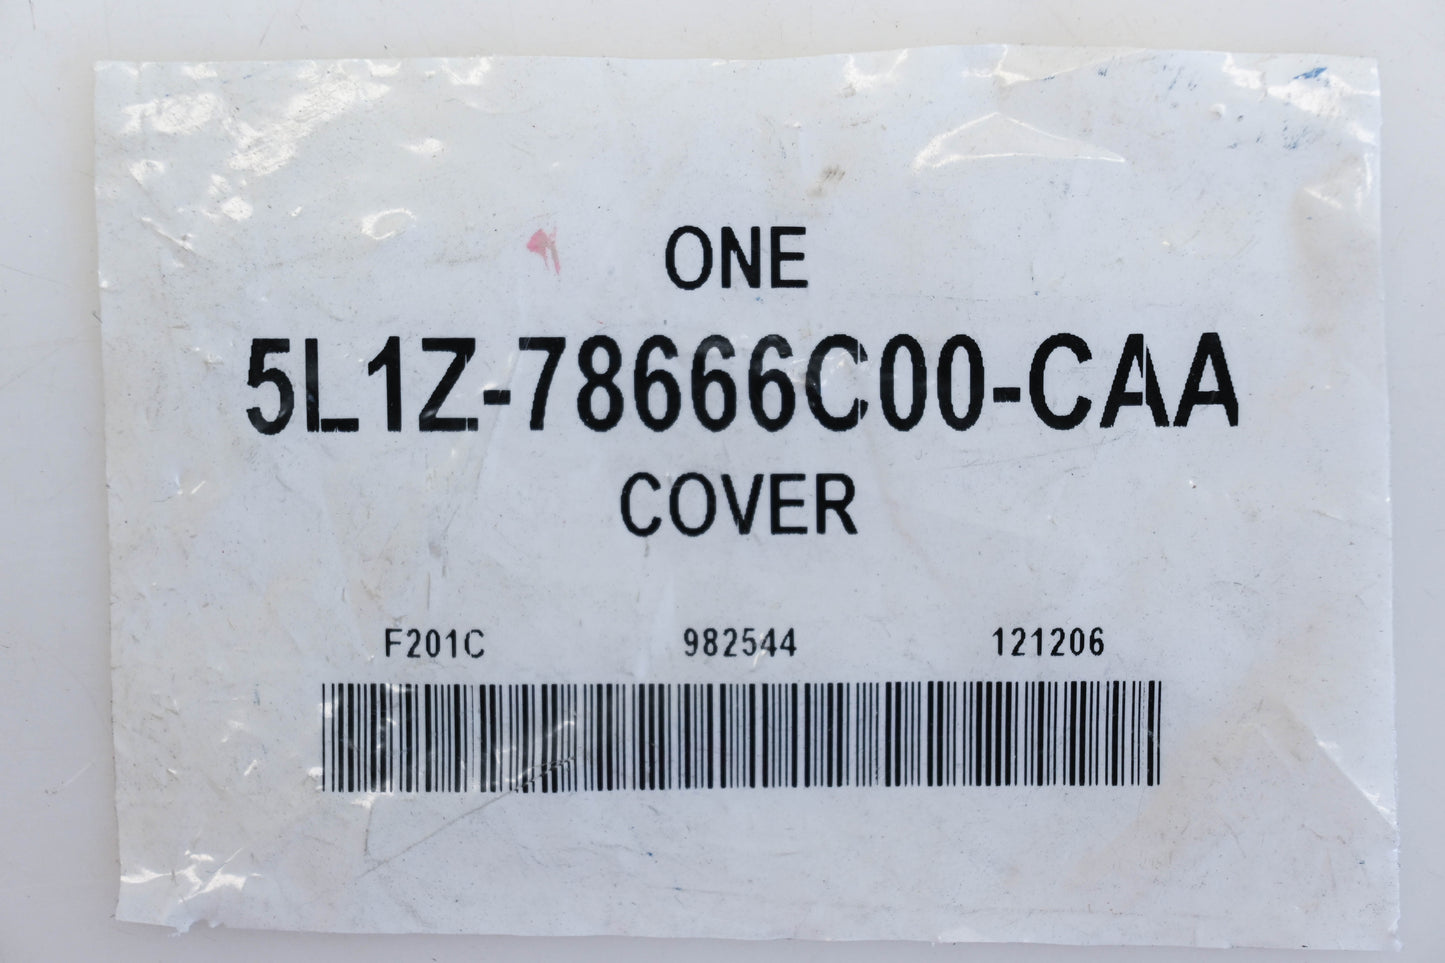 ONE
5L1Z-78666C00-CAA
COVER
F201C 982544 121206